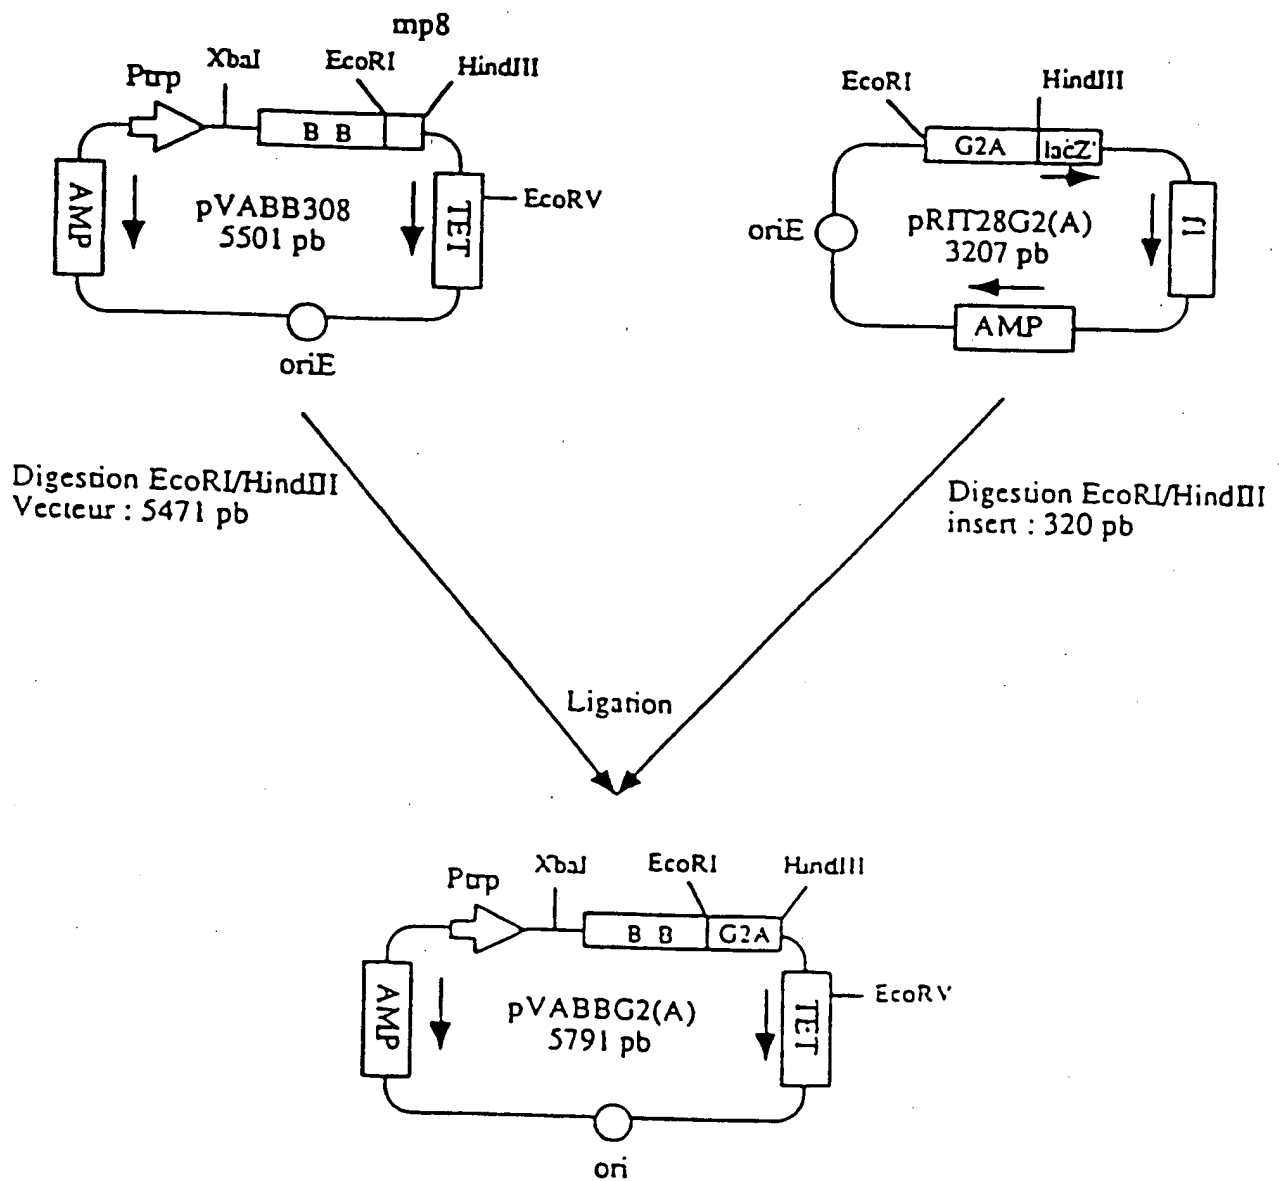 mp8
Ptrp
XbaI
EcoRI
HindIII
B B
AMP
pVABB308
5501 pb
TET
EcoRV
oriE
EcoRI
HindIII
G2A
lacZ'
oriE
pRIT28G2(A)
3207 pb
f1
AMP
Digestion EcoRI/HindIII
Vecteur : 5471 pb
Digestion EcoRI/HindIII
insert : 320 pb
Ligation
Ptrp
XbaI
EcoRI
HindIII
B B
G2A
AMP
pVABBG2(A)
5791 pb
TET
EcoRV
ori